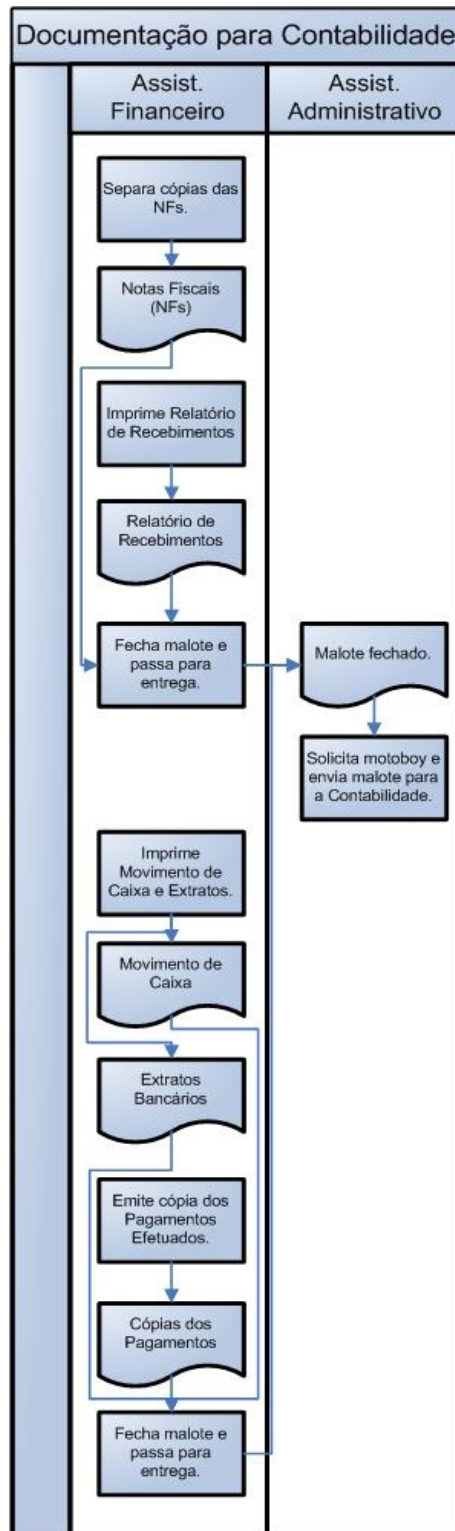 Documentação para Contabilidade
Assist.
Financeiro
Assist.
Administrativo
Separa cópias das
NFs.
Notas Fiscais
(NFs)
Imprime Relatório
de Recebimentos
Relatório de
Recebimentos
Fecha malote e
passa para
entrega.
Malote fechado.
Solicita motoboy e
envia malote para
a Contabilidade.
Imprime
Movimento de
Caixa e Extratos.
Movimento de
Caixa
Extratos
Bancários
Emite cópia dos
Pagamentos
Efetuados.
Cópias dos
Pagamentos
Fecha malote e
passa para
entrega.